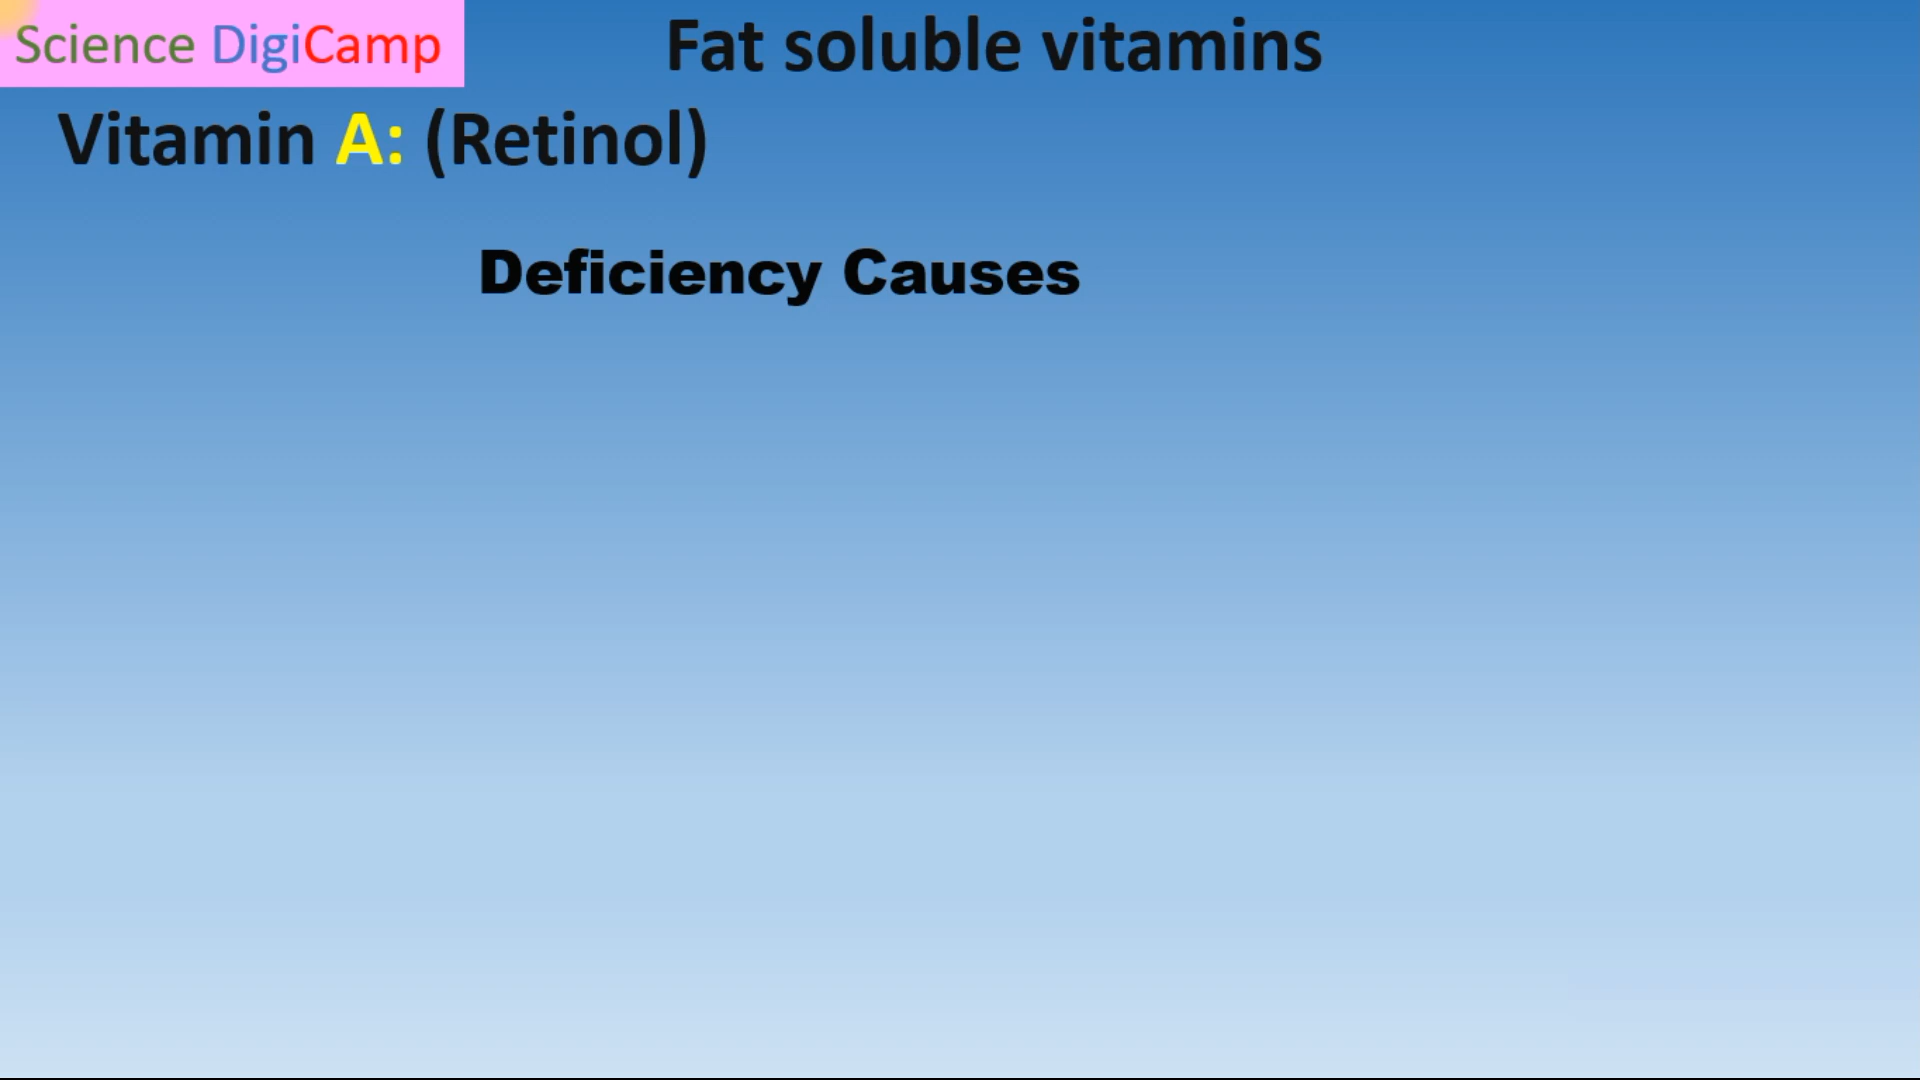 Science DigiCamp
Fat soluble vitamins
Vitamin A: (Retinol)
Deficiency Causes